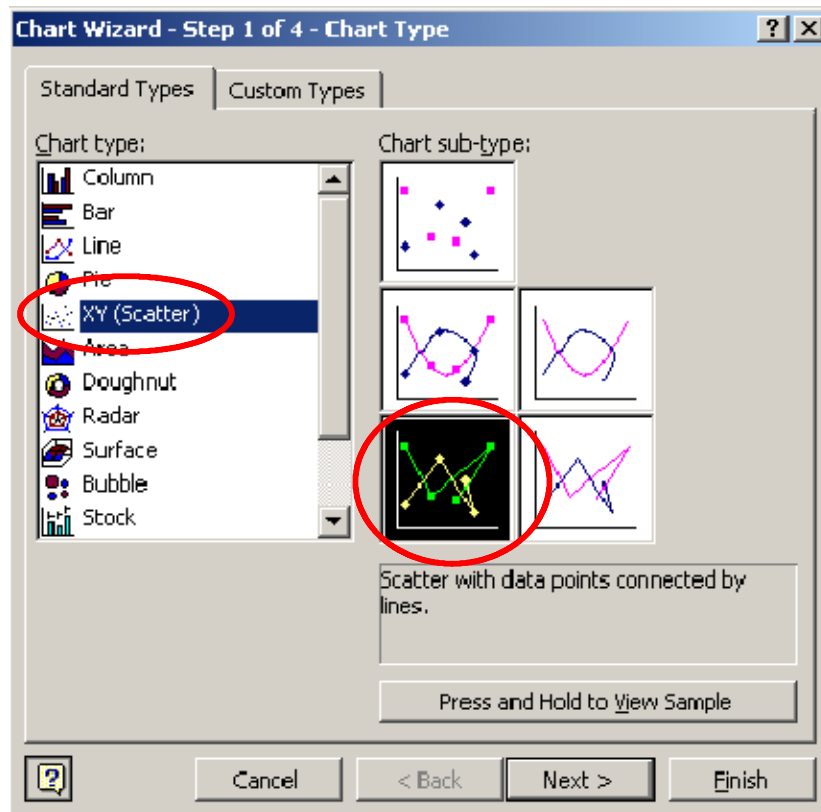 Chart Wizard - Step 1 of 4 - Chart Type
Standard Types
Custom Types
Chart type:
Column
Bar
Line
Pie
XY (Scatter)
Area
Doughnut
Radar
Surface
Bubble
Stock
Chart sub-type:
Scatter with data points connected by
lines.
Press and Hold to View Sample
Cancel
< Back
Next >
Finish